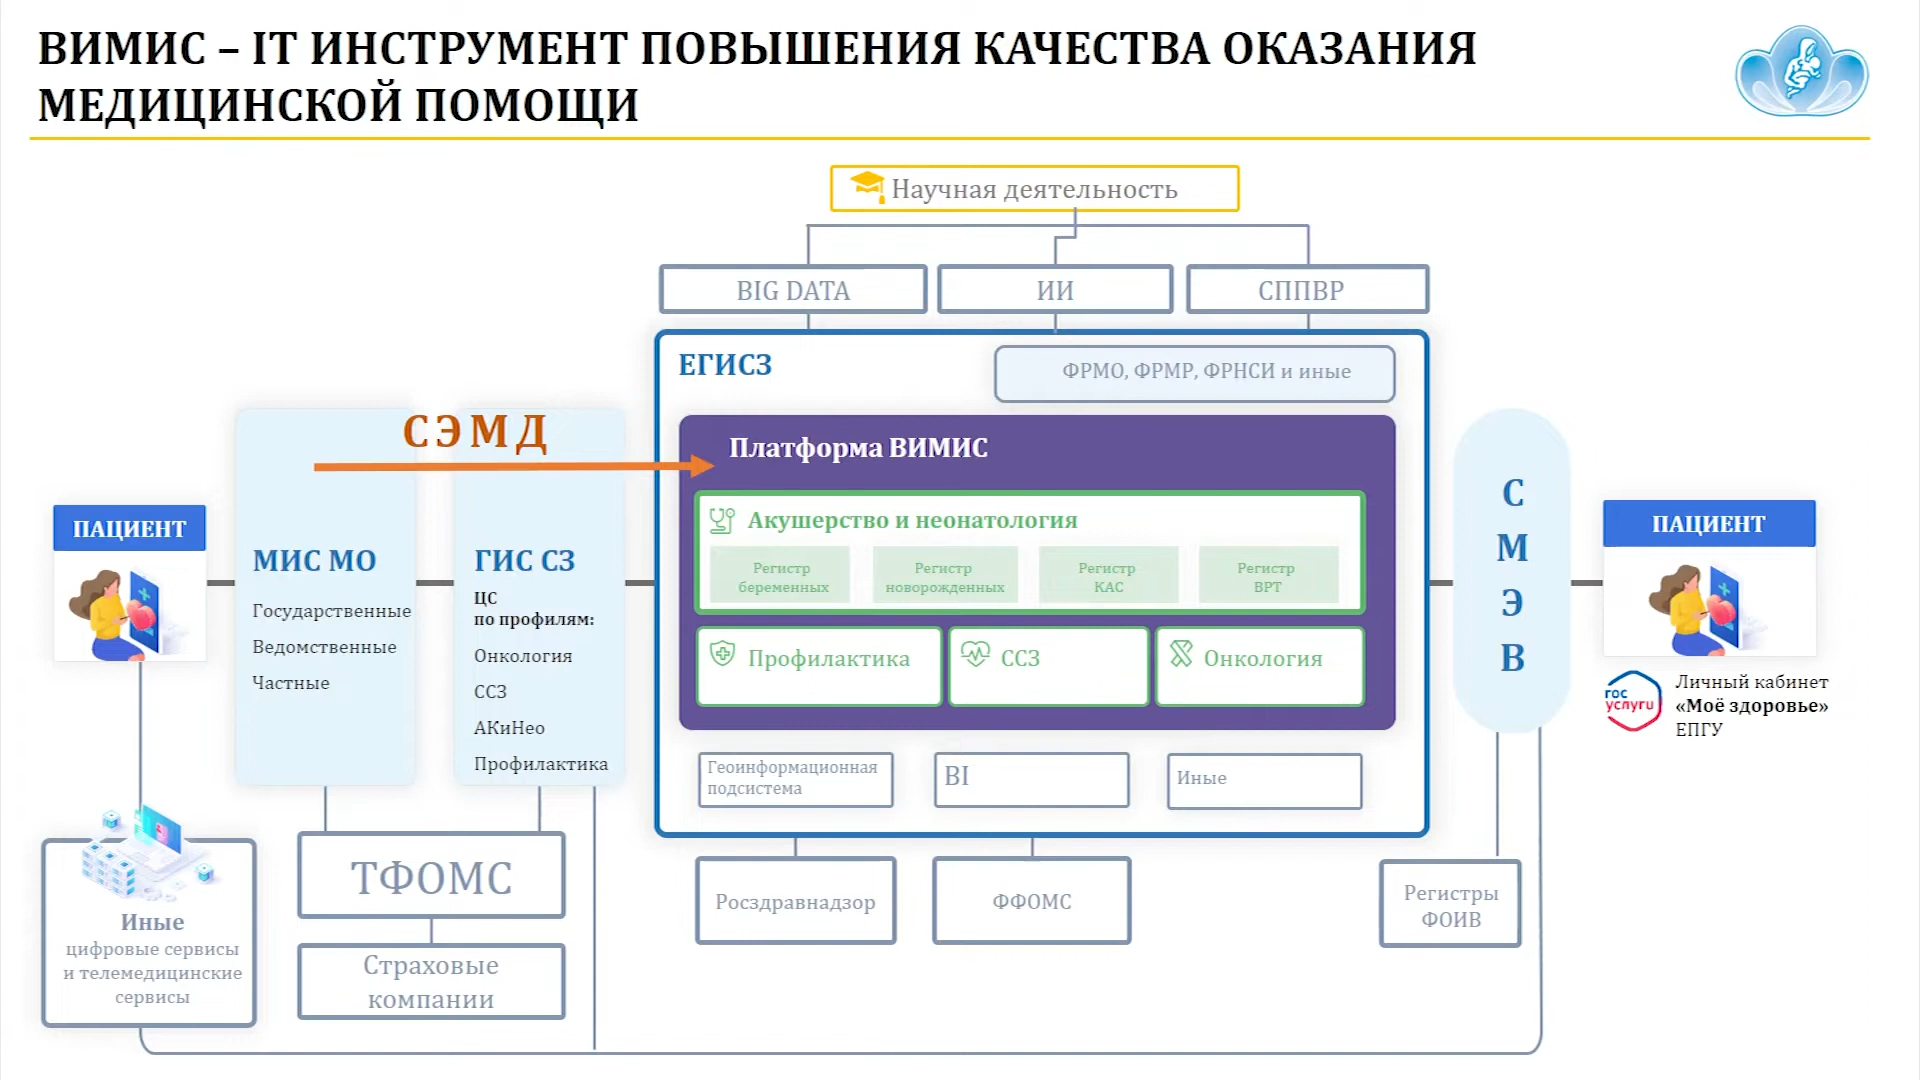 ВИМИС – IT ИНСТРУМЕНТ ПОВЫШЕНИЯ КАЧЕСТВА ОКАЗАНИЯ
МЕДИЦИНСКОЙ ПОМОЩИ
Научная деятельность
BIG DATA
ИИ
СППВР
ЕГИСЗ
ФРМО, ФРМР, ФРНСИ и иные
СЭМД
Платформа ВИМИС
Акушерство и неонатология
Регистр
беременных
Регистр
новорожденных
Регистр
КАС
Регистр
ВРТ
Профилактика
ССЗ
Онкология
Геоинформационная
подсистема
BI
Иные
ПАЦИЕНТ
МИС МО
Государственные
Ведомственные
Частные
ГИС СЗ
ЦС
по профилям:
Онкология
ССЗ
АКиНео
Профилактика
С
М
Э
В
ПАЦИЕНТ
гос
услуги
Личный кабинет
«Моё здоровье»
ЕПГУ
Иные
цифровые сервисы
и телемедицинские
сервисы
ТФОМС
Страховые
компании
Росздравнадзор
ФФОМС
Регистры
ФОИВ